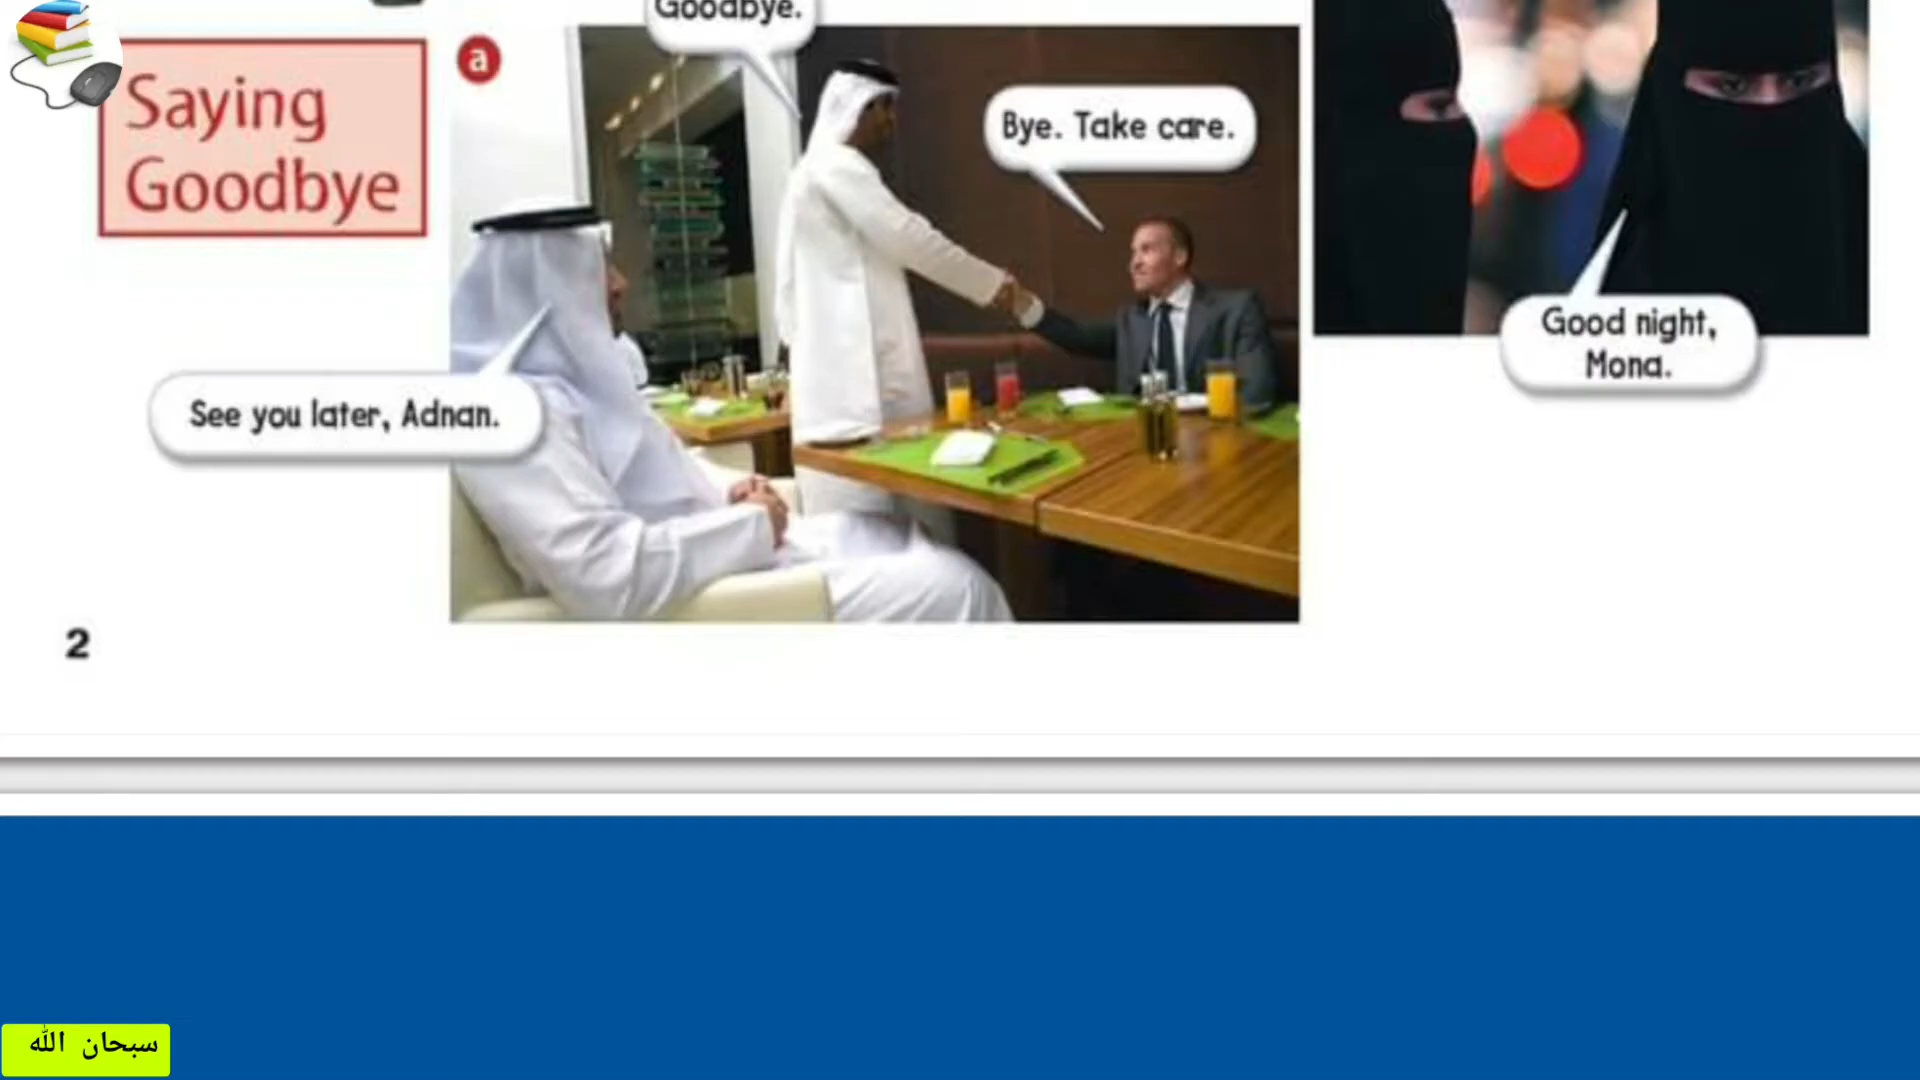 Goodbye.
a
Saying
Goodbye
Bye. Take care.
Good night,
Mona.
See you later, Adnan.
2
سبحان الله